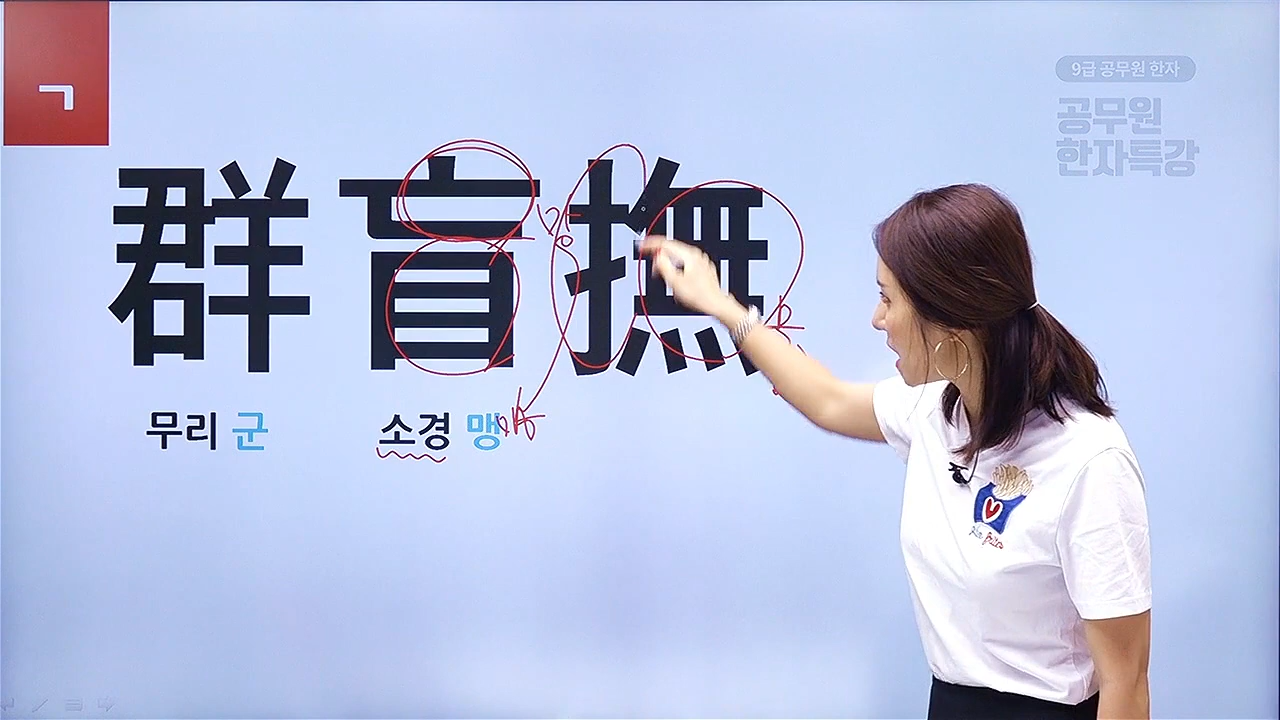 ㄱ
9급 공무원 한자
공무원
한자특강
群盲撫
무리 군
소경 맹